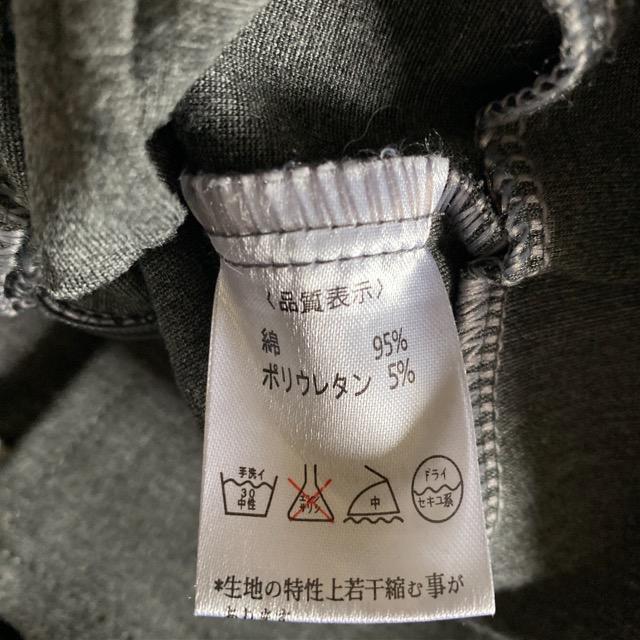 〈品質表示〉
綿 95%
ポリウレタン 5%
手洗イ
30
中性
エンソ
サラシ
中
ドライ
セキユ系
*生地の特性上若干縮む事が